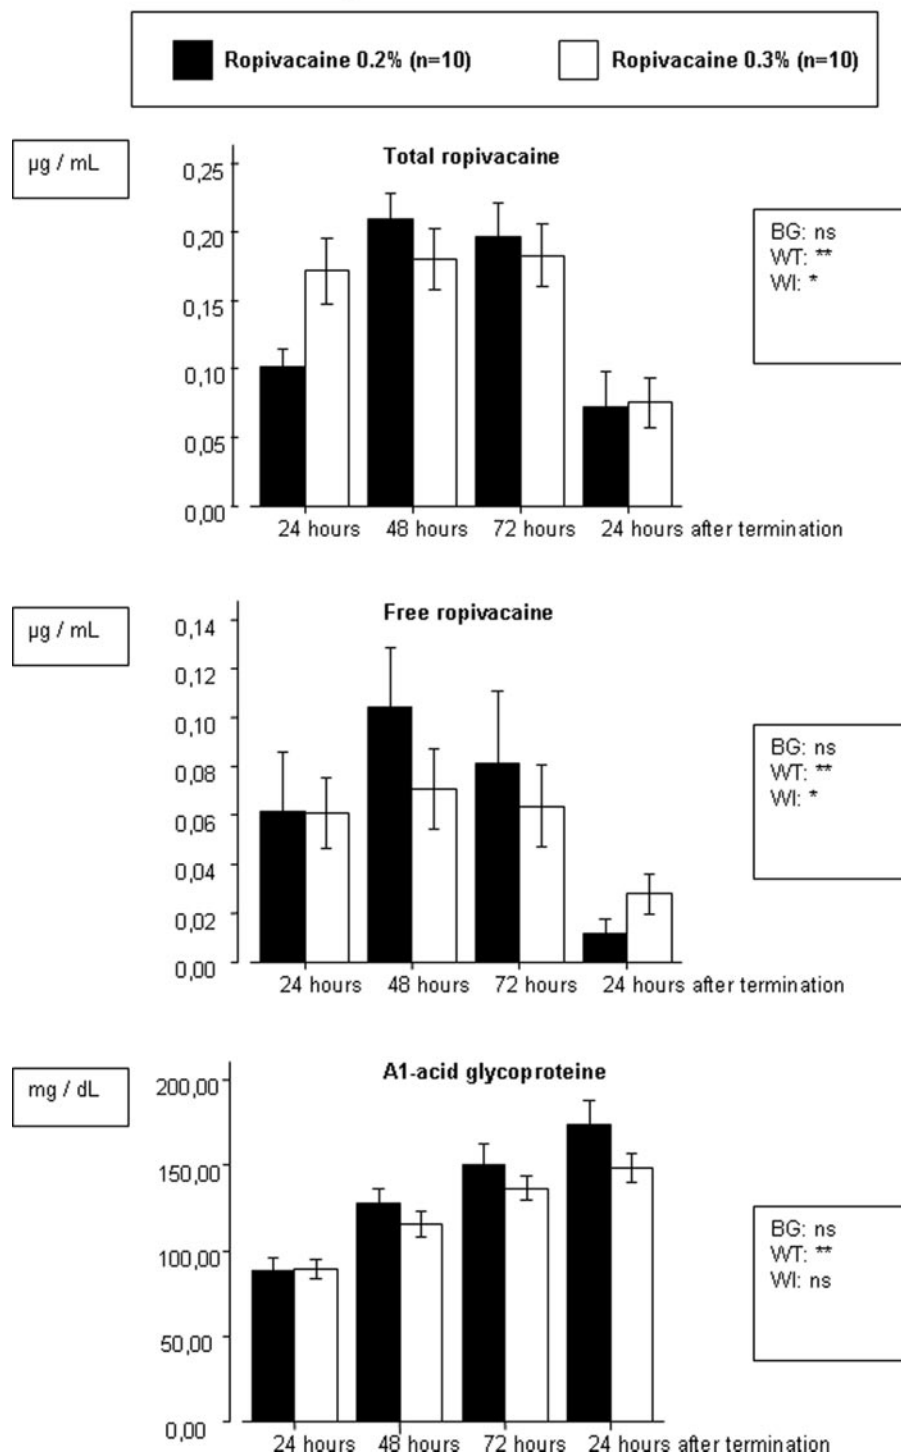 Ropivacaine 0.2% (n=10) Ropivacaine 0.3% (n=10)
µg / mL
Total ropivacaine
0,25
0,20
0,15
0,10
0,05
0,00
24 hours 48 hours 72 hours 24 hours after termination
BG: ns
WT: **
WI: *
µg / mL
Free ropivacaine
0,14
0,12
0,10
0,08
0,06
0,04
0,02
0,00
24 hours 48 hours 72 hours 24 hours after termination
BG: ns
WT: **
WI: *
mg / dL
A1-acid glycoproteine
200,00
150,00
100,00
50,00
0,00
24 hours 48 hours 72 hours 24 hours after termination
BG: ns
WT: **
WI: ns